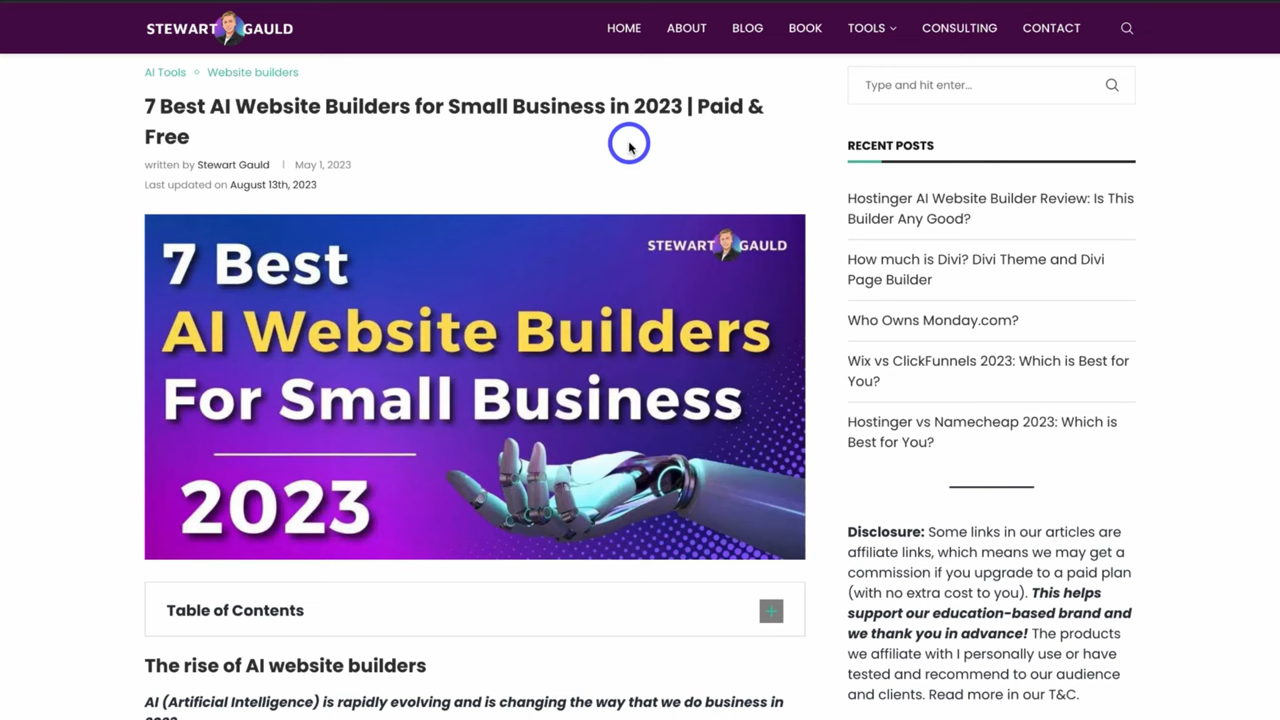 STEWART GAULD
HOME ABOUT BLOG BOOK TOOLS CONSULTING CONTACT
AI Tools ◇ Website builders
7 Best AI Website Builders for Small Business in 2023 | Paid &
Free
written by Stewart Gauld | May 1, 2023
Last updated on August 13th, 2023
STEWART GAULD
7 Best
AI Website Builders
For Small Business
2023
Table of Contents
The rise of AI website builders
AI (Artificial Intelligence) is rapidly evolving and is changing the way that we do business in
2023
Type and hit enter...
RECENT POSTS
Hostinger AI Website Builder Review: Is This
Builder Any Good?
How much is Divi? Divi Theme and Divi
Page Builder
Who Owns Monday.com?
Wix vs ClickFunnels 2023: Which is Best for
You?
Hostinger vs Namecheap 2023: Which is
Best for You?
Disclosure: Some links in our articles are
affiliate links, which means we may get a
commission if you upgrade to a paid plan
(with no extra cost to you). This helps
support our education-based brand and
we thank you in advance! The products
we affiliate with I personally use or have
tested and recommend to our audience
and clients. Read more in our T&C.